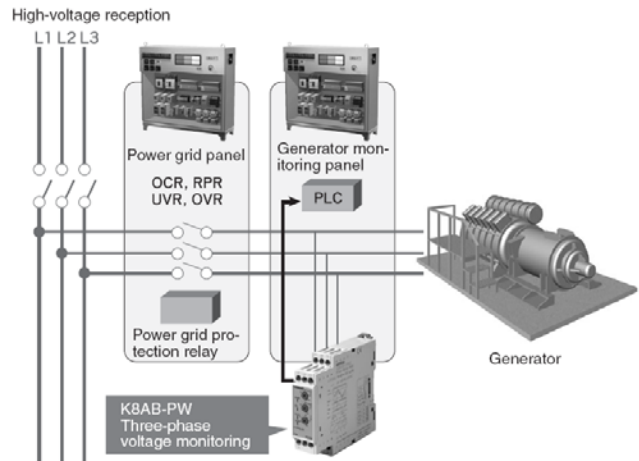 High-voltage reception
L1 L2 L3
Power grid panel
OCR, RPR
UVR, OVR
Generator mon-
itoring panel
PLC
Power grid pro-
tection relay
Generator
K8AB-PW
Three-phase
voltage monitoring